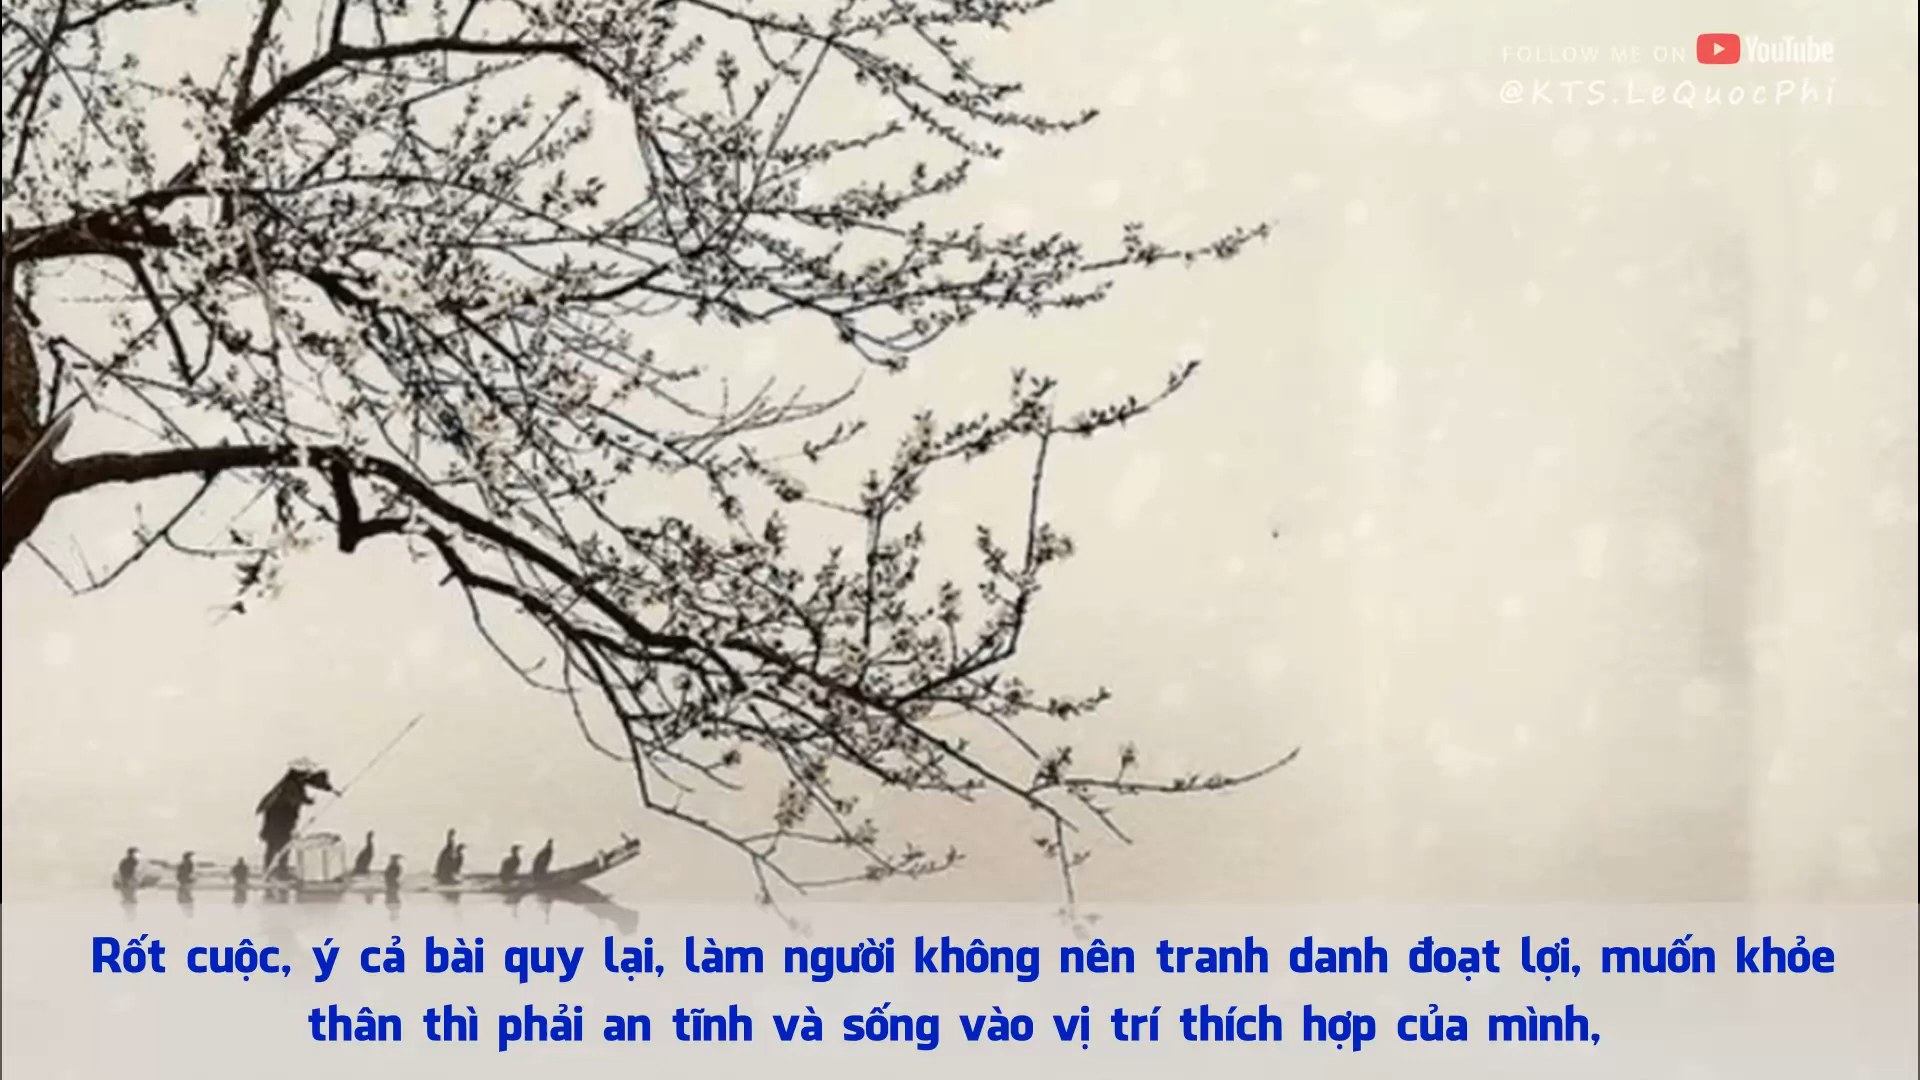 FOLLOW ME ON YouTube
@KTS.LeQuocPhi
Rốt cuộc, ý cả bài quy lại, làm người không nên tranh danh đoạt lợi, muốn khỏe
thân thì phải an tĩnh và sống vào vị trí thích hợp của mình,